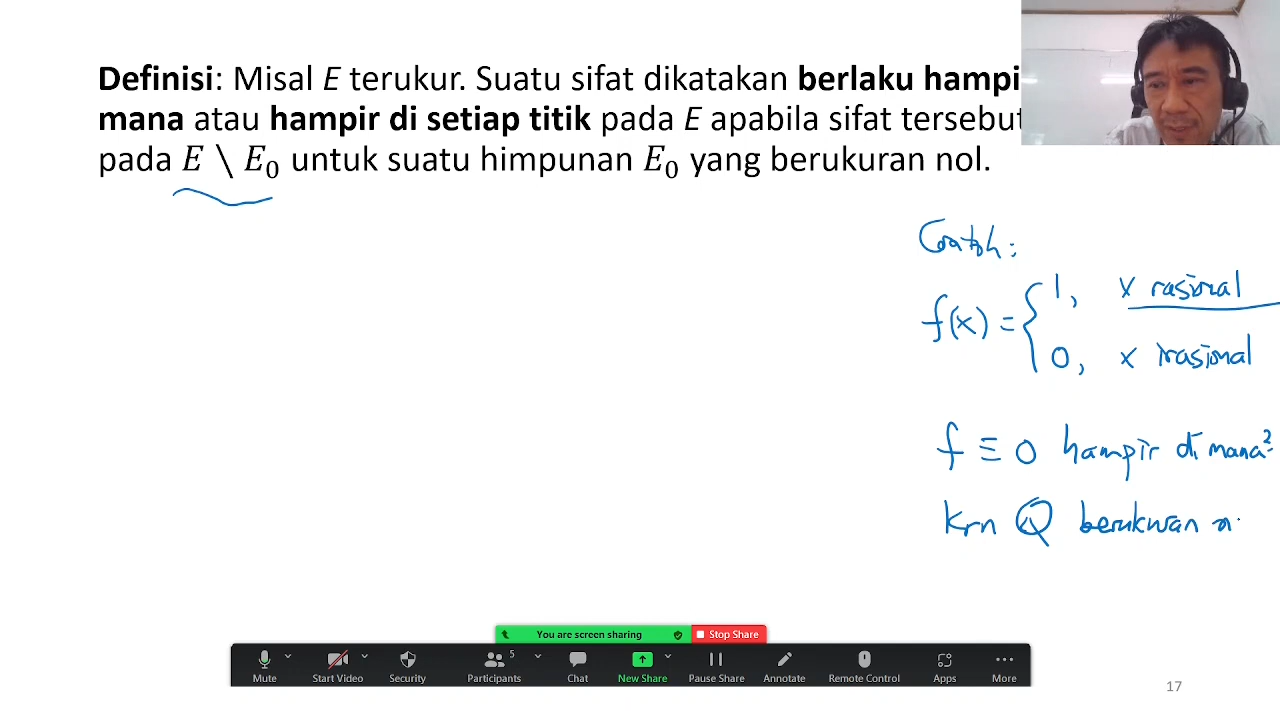 Definisi: Misal E terukur. Suatu sifat dikatakan berlaku hampi
mana atau hampir di setiap titik pada E apabila sifat tersebut
pada E \ E₀ untuk suatu himpunan E₀ yang berukuran nol.
Contoh:
f(x) = { 1, x rasional
0, x irasional
f ≡ 0 hampir di mana²
krn Q berukuran n
You are screen sharing
Stop Share
Mute
Start Video
Security
Participants 5
Chat
New Share
Pause Share
Annotate
Remote Control
Apps
More
17